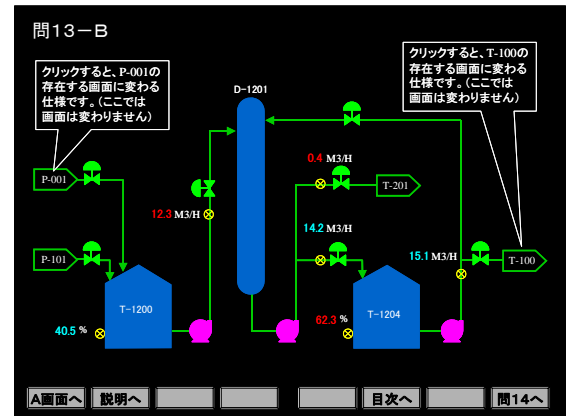 問13－B
クリックすると、P-001の
存在する画面に変わる
仕様です。（ここでは
画面は変わりません）
クリックすると、T-100の
存在する画面に変わる
仕様です。（ここでは
画面は変わりません）
D-1201
P-001
0.4 M3/H
T-201
12.3 M3/H
14.2 M3/H
P-101
15.1 M3/H
T-100
T-1200
T-1204
40.5 %
62.3 %
A画面へ
説明へ
目次へ
問14へ